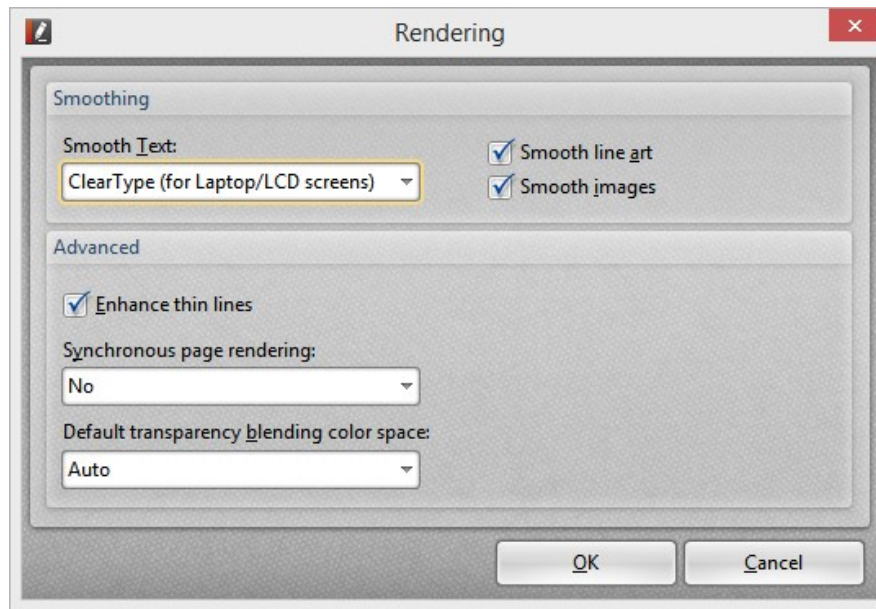 Rendering
Smoothing
Smooth Text:
ClearType (for Laptop/LCD screens)
Smooth line art
Smooth images
Advanced
Enhance thin lines
Synchronous page rendering:
No
Default transparency blending color space:
Auto
OK
Cancel